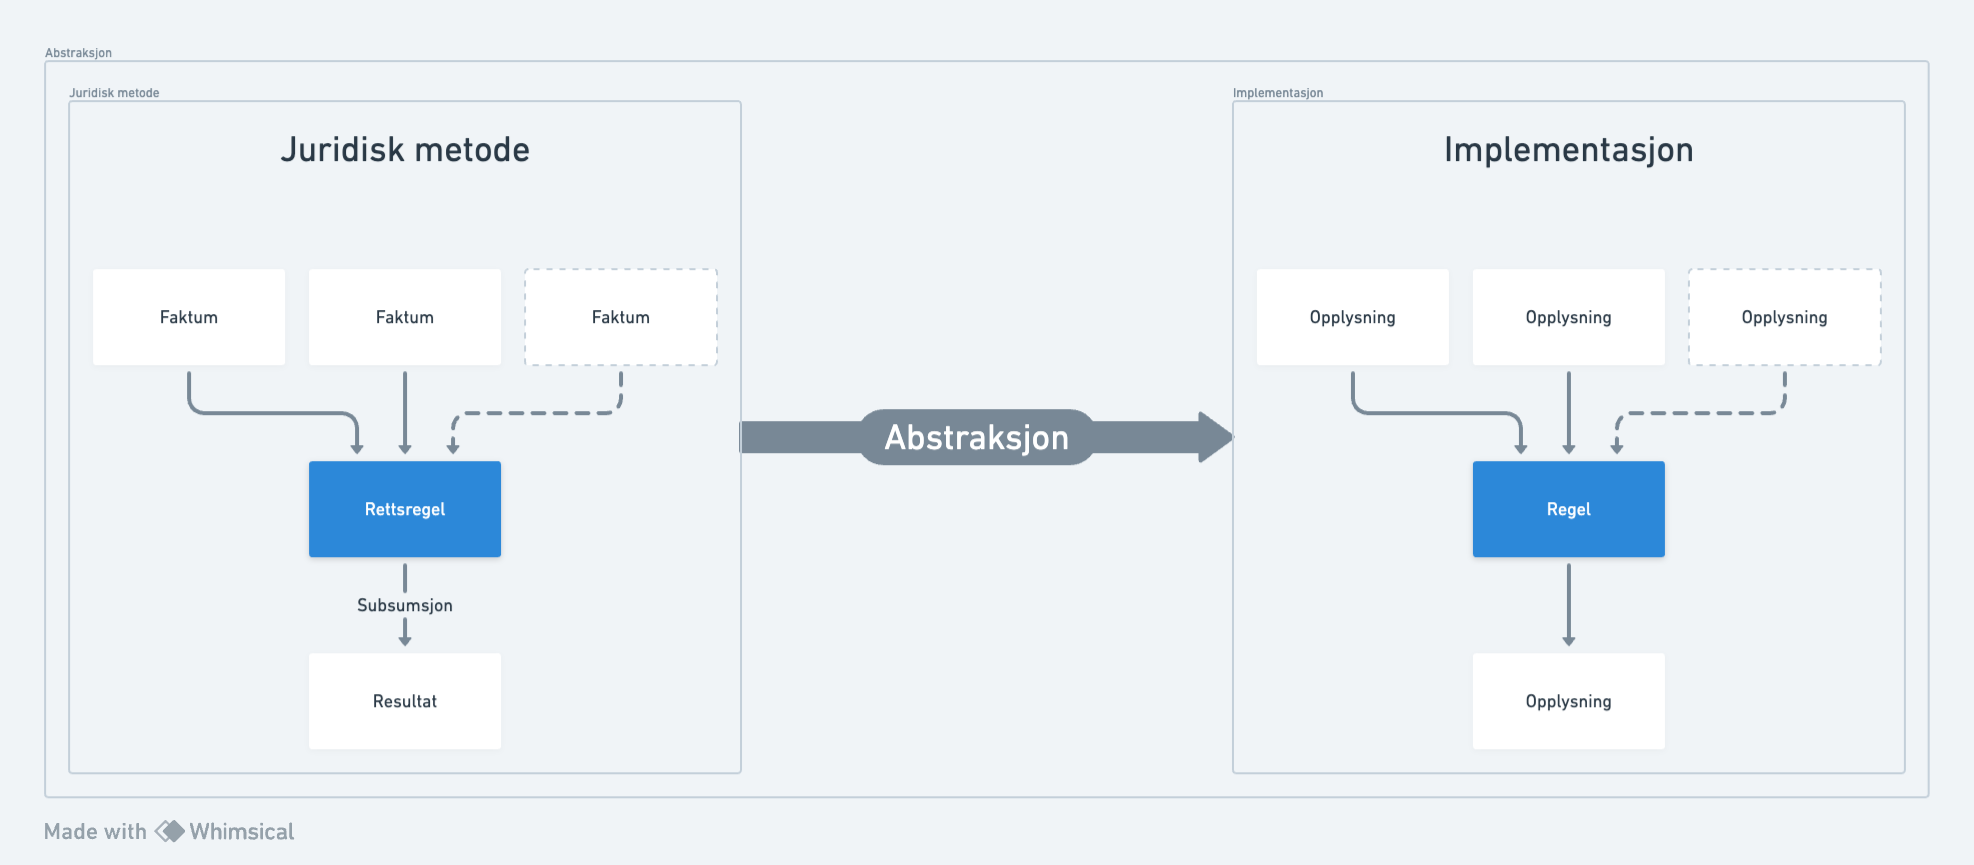 Abstraksjon
Juridisk metode
Implementasjon
Juridisk metode
Implementasjon
Faktum
Faktum
Faktum
Opplysning
Opplysning
Opplysning
Abstraksjon
Rettsregel
Regel
Subsumsjon
Resultat
Opplysning
Made with Whimsical